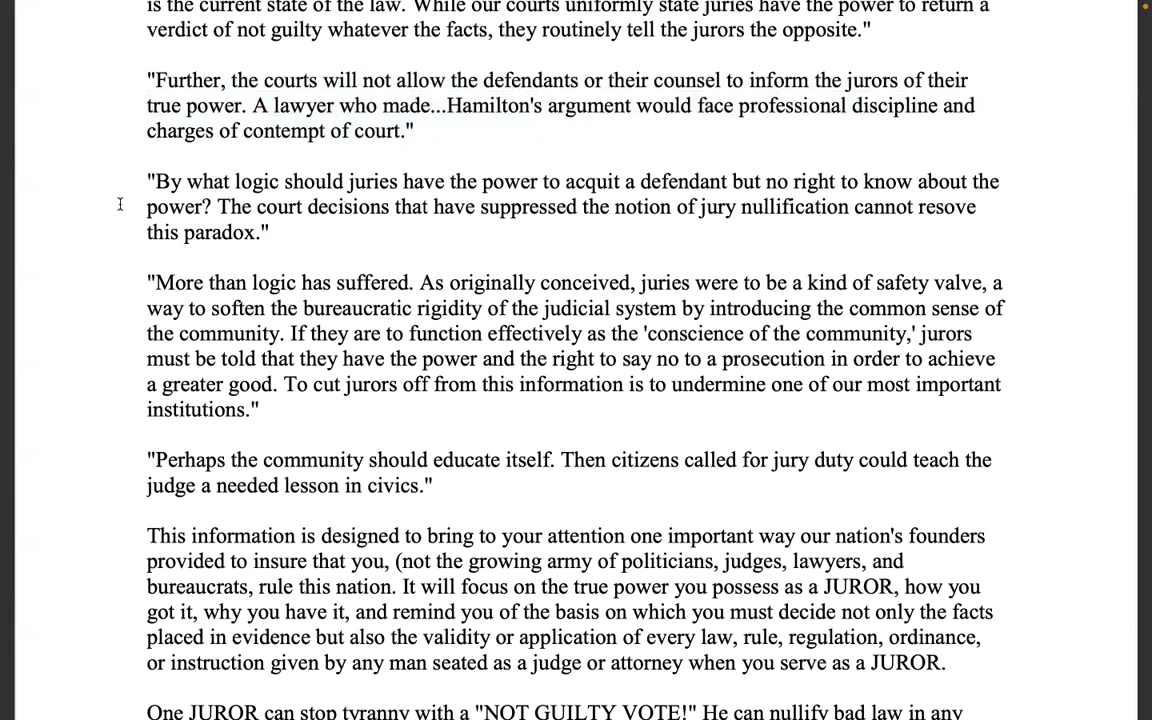 is the current state of the law. While our courts uniformly state juries have the power to return a
verdict of not guilty whatever the facts, they routinely tell the jurors the opposite."
"Further, the courts will not allow the defendants or their counsel to inform the jurors of their
true power. A lawyer who made...Hamilton's argument would face professional discipline and
charges of contempt of court."
"By what logic should juries have the power to acquit a defendant but no right to know about the
power? The court decisions that have suppressed the notion of jury nullification cannot resove
this paradox."
"More than logic has suffered. As originally conceived, juries were to be a kind of safety valve, a
way to soften the bureaucratic rigidity of the judicial system by introducing the common sense of
the community. If they are to function effectively as the 'conscience of the community,' jurors
must be told that they have the power and the right to say no to a prosecution in order to achieve
a greater good. To cut jurors off from this information is to undermine one of our most important
institutions."
"Perhaps the community should educate itself. Then citizens called for jury duty could teach the
judge a needed lesson in civics."
This information is designed to bring to your attention one important way our nation's founders
provided to insure that you, (not the growing army of politicians, judges, lawyers, and
bureaucrats, rule this nation. It will focus on the true power you possess as a JUROR, how you
got it, why you have it, and remind you of the basis on which you must decide not only the facts
placed in evidence but also the validity or application of every law, rule, regulation, ordinance,
or instruction given by any man seated as a judge or attorney when you serve as a JUROR.
One JUROR can stop tyranny with a "NOT GUILTY VOTE!" He can nullify bad law in any